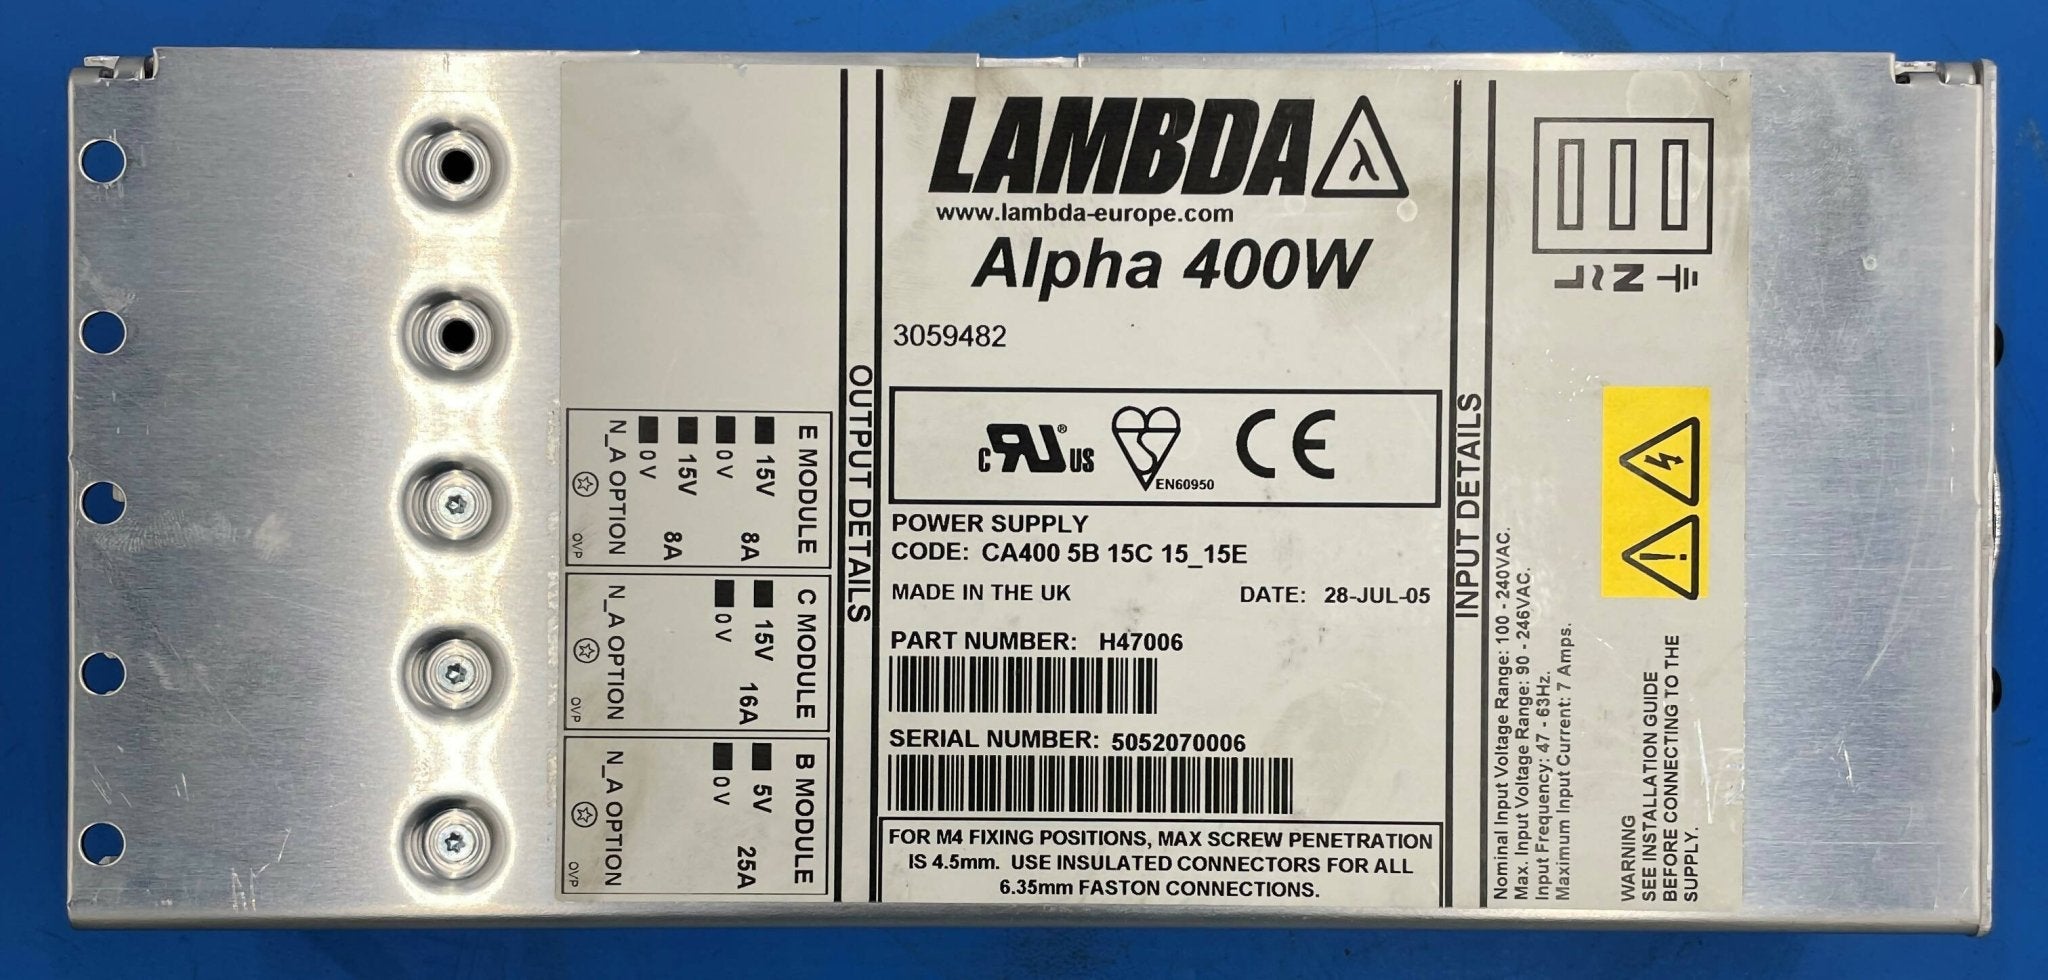 LAMBDA λ
www.lambda-europe.com
Alpha 400W
3059482
c RU® US
EN60950
CE
POWER SUPPLY
CODE: CA400 5B 15C 15_15E
MADE IN THE UK DATE: 28-JUL-05
PART NUMBER: H47006
SERIAL NUMBER: 5052070006
FOR M4 FIXING POSITIONS, MAX SCREW PENETRATION
IS 4.5mm. USE INSULATED CONNECTORS FOR ALL
6.35mm FASTON CONNECTIONS.
OUTPUT DETAILS
E MODULE
15V 8A
0V
15V 8A
0V
N_A OPTION
OVP
C MODULE
15V 16A
0V
N_A OPTION
OVP
B MODULE
5V 25A
0V
N_A OPTION
OVP
INPUT DETAILS
L ~ N
Nominal Input Voltage Range: 100 - 240VAC.
Max. Input Voltage Range: 90 - 246VAC.
Input Frequency: 47 - 63Hz.
Maximum Input Current: 7 Amps.
WARNING
SEE INSTALLATION GUIDE
BEFORE CONNECTING TO THE
SUPPLY.